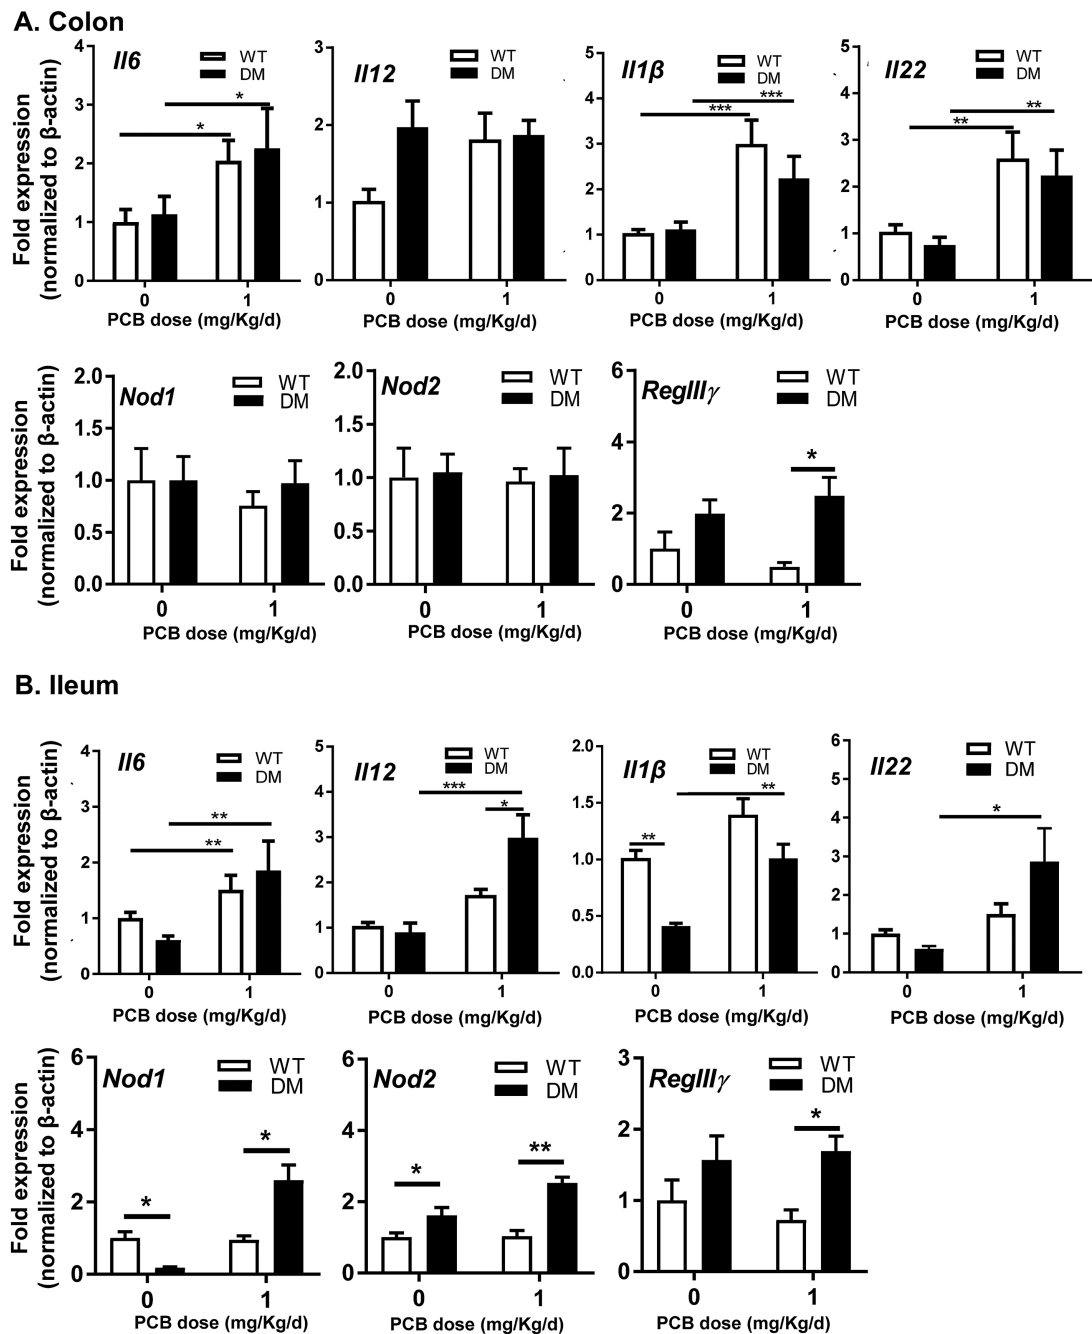 A. Colon
Il6
WT
DM
*
*
4
3
2
1
0
0 1
PCB dose (mg/Kg/d)
Fold expression
(normalized to β-actin)
Il12
WT
DM
3
2
1
0
0 1
PCB dose (mg/Kg/d)
Il1β
WT
DM
***
***
5
4
3
2
1
0
0 1
PCB dose (mg/Kg/d)
Il22
WT
DM
**
**
5
4
3
2
1
0
0 1
PCB dose (mg/Kg/d)
Nod1
WT
DM
2.0
1.5
1.0
0.5
0.0
0 1
PCB dose (mg/Kg/d)
Fold expression
(normalized to β-actin)
Nod2
WT
DM
2.0
1.5
1.0
0.5
0.0
0 1
PCB dose (mg/Kg/d)
RegIIIγ
WT
DM
*
6
4
2
0
0 1
PCB dose (mg/Kg/d)
B. Ileum
Il6
WT
DM
**
**
4
3
2
1
0
0 1
PCB dose (mg/Kg/d)
Fold expression
(normalized to β-actin)
Il12
WT
DM
***
*
5
4
3
2
1
0
0 1
PCB dose (mg/Kg/d)
Il1β
WT
DM
**
**
2.0
1.5
1.0
0.5
0.0
0 1
PCB dose (mg/Kg/d)
Il22
WT
DM
*
6
5
4
3
2
1
0
0 1
PCB dose (mg/Kg/d)
Nod1
WT
DM
*
*
6
4
2
0
0 1
PCB dose (mg/Kg/d)
Fold expression
(normalized to β-actin)
Nod2
WT
DM
**
*
6
4
2
0
0 1
PCB dose (mg/Kg/d)
RegIIIγ
WT
DM
*
3
2
1
0
0 1
PCB dose (mg/Kg/d)